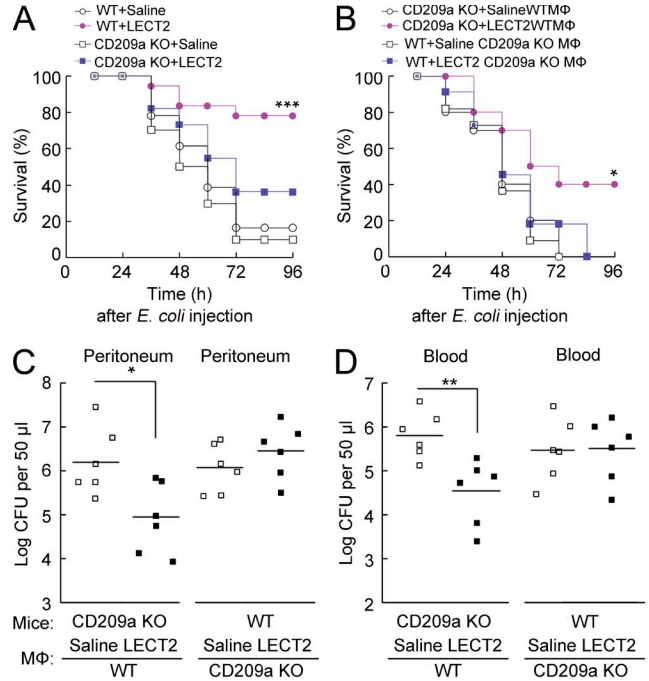 A
WT+Saline
WT+LECT2
CD209a KO+Saline
CD209a KO+LECT2
100
80
60
40
20
0
Survival (%)
***
0 24 48 72 96
Time (h)
after E. coli injection
B
CD209a KO+SalineWTMΦ
CD209a KO+LECT2WTMΦ
WT+Saline CD209a KO MΦ
WT+LECT2 CD209a KO MΦ
100
80
60
40
20
0
Survival (%)
*
0 24 48 72 96
Time (h)
after E. coli injection
C
Peritoneum Peritoneum
*
8
7
6
5
4
3
Log CFU per 50 µl
Mice: CD209a KO WT
MΦ: Saline LECT2 Saline LECT2
WT CD209a KO
D
Blood Blood
**
7
6
5
4
3
2
Log CFU per 50 µl
CD209a KO WT
Saline LECT2 Saline LECT2
WT CD209a KO